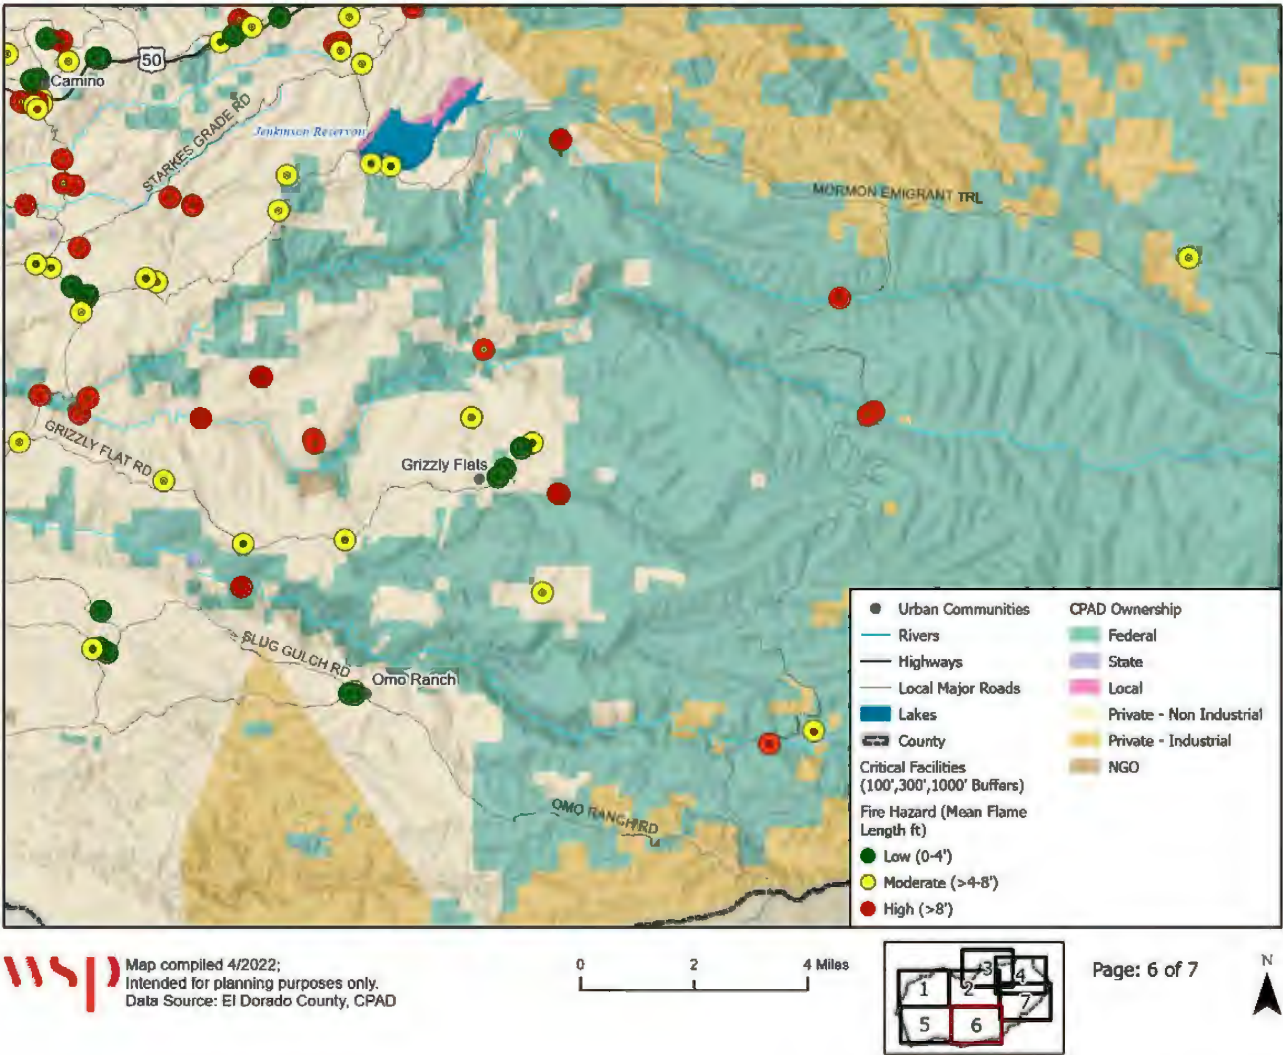 50
Camino
STARKES GRADE RD
Jenkinson Reservoir
MORMON EMIGRANT TRL
GRIZZLY FLAT RD
Grizzly Flats
SLUG GULCH RD
Omo Ranch
OMO RANCH RD
Urban Communities
Rivers
Highways
Local Major Roads
Lakes
County
Critical Facilities
(100',300',1000' Buffers)
Fire Hazard (Mean Flame
Length ft)
Low (0-4')
Moderate (>4-8')
High (>8')
CPAD Ownership
Federal
State
Local
Private - Non Industrial
Private - Industrial
NGO
wsp
Map compiled 4/2022;
Intended for planning purposes only.
Data Source: El Dorado County, CPAD
0 2 4 Miles
1 2 3 4 7
5 6
Page: 6 of 7
N